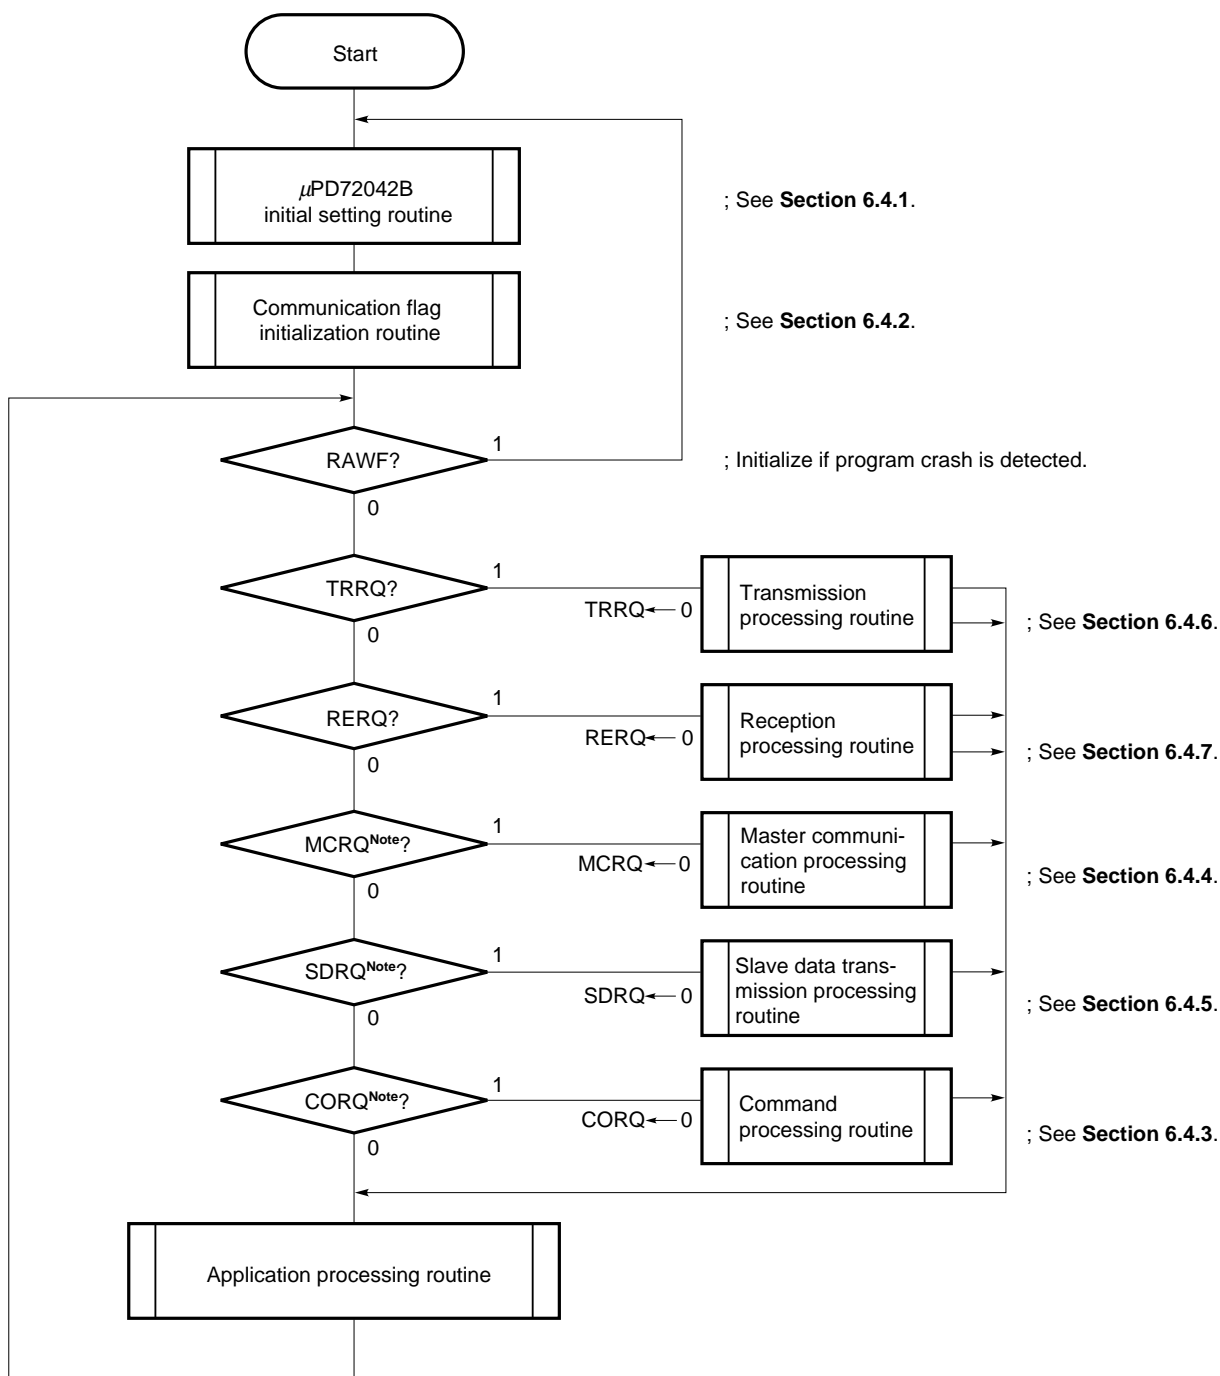 Start
μPD72042B
initial setting routine
; See Section 6.4.1.
Communication flag
initialization routine
; See Section 6.4.2.
RAWF?
1
; Initialize if program crash is detected.
0
TRRQ?
1
TRRQ ← 0
Transmission
processing routine
; See Section 6.4.6.
0
RERQ?
1
RERQ ← 0
Reception
processing routine
; See Section 6.4.7.
0
MCRQNote?
1
MCRQ ← 0
Master communi-
cation processing
routine
; See Section 6.4.4.
0
SDRQNote?
1
SDRQ ← 0
Slave data trans-
mission processing
routine
; See Section 6.4.5.
0
CORQNote?
1
CORQ ← 0
Command
processing routine
; See Section 6.4.3.
0
Application processing routine